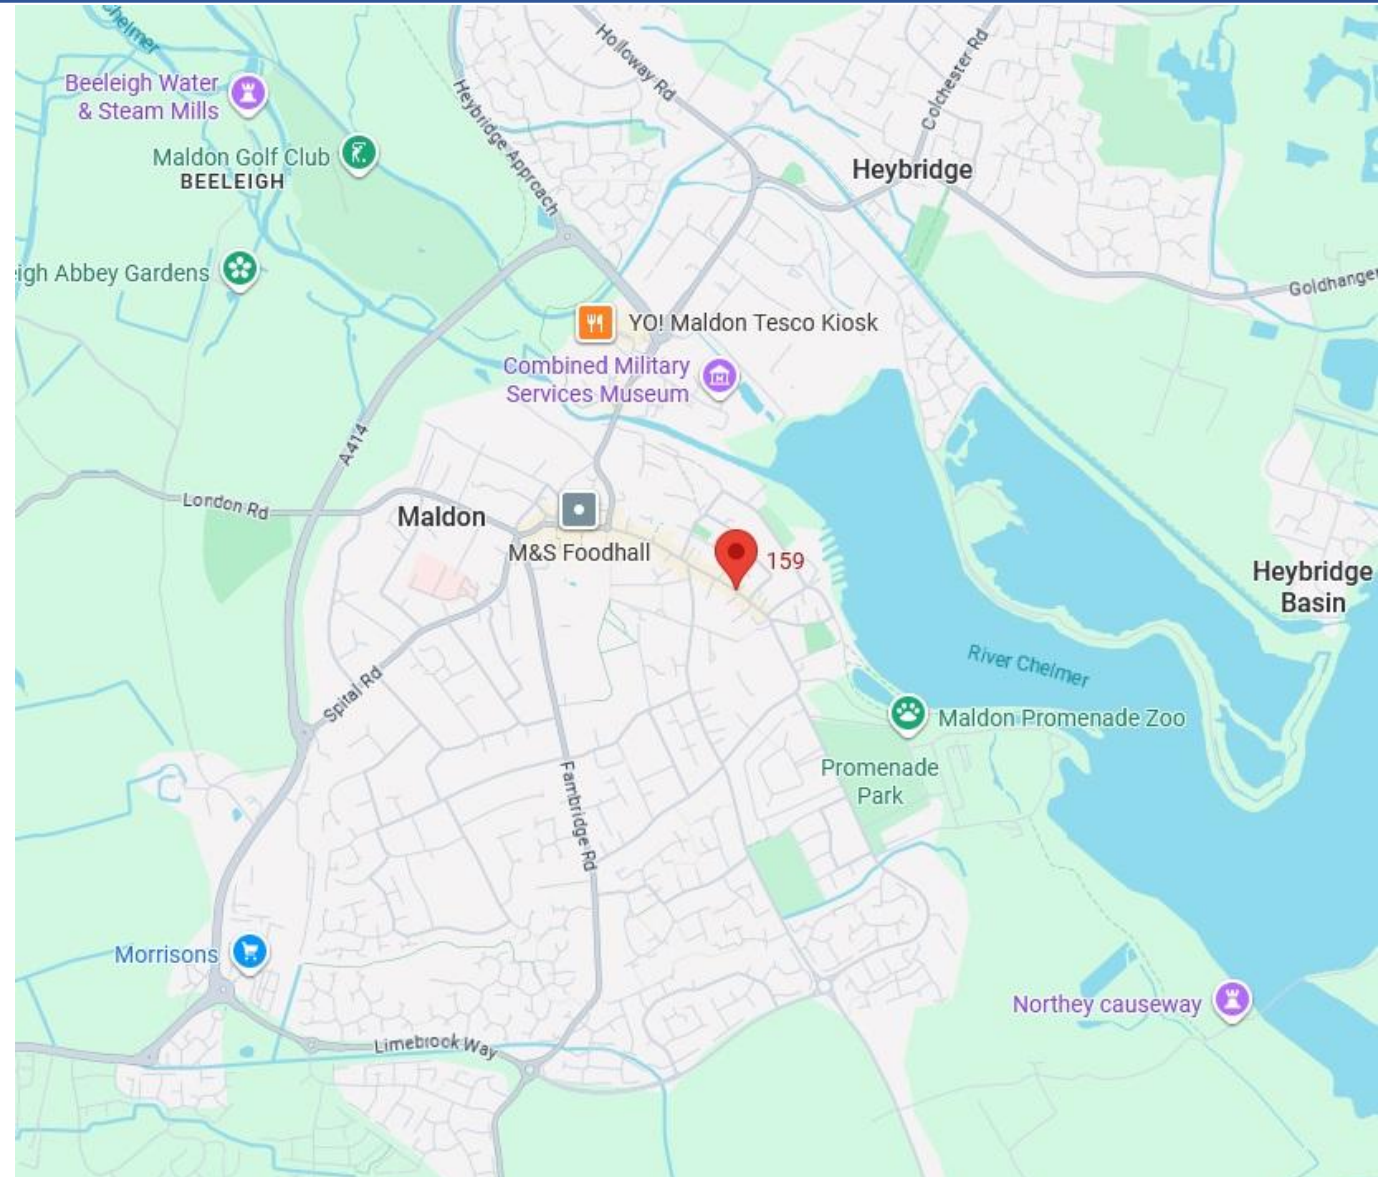 Chelmer
Holloway Rd
Colchester Rd
Beeleigh Water
& Steam Mills
Heybridge Approach
Maldon Golf Club
BEELEIGH
Heybridge
eigh Abbey Gardens
Goldhanger
YO! Maldon Tesco Kiosk
Combined Military
Services Museum
A414
London Rd
Maldon
M&S Foodhall
159
Heybridge
Basin
River Chelmer
Spital Rd
Maldon Promenade Zoo
Promenade
Park
Fambridge Rd
Morrisons
Northey causeway
Limebrook Way